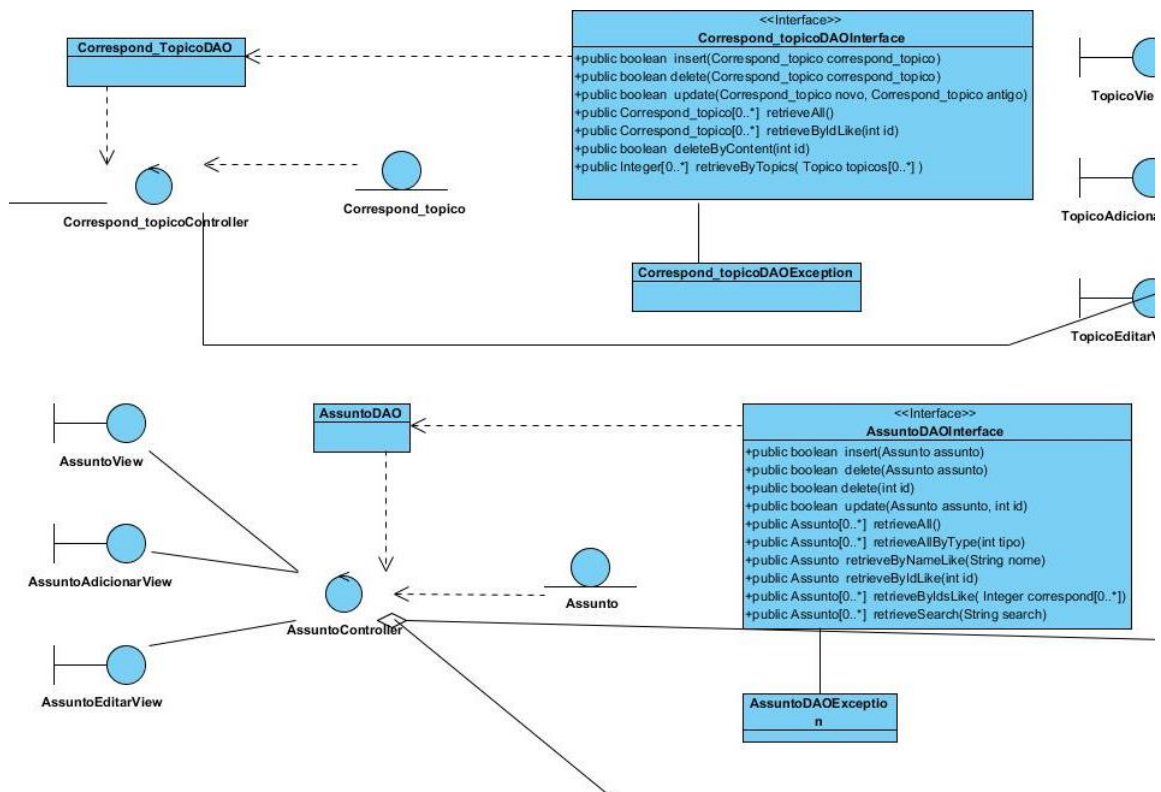 Correspond_TopicoDAO
<<Interface>>
Correspond_topicoDAOInterface
+public boolean insert(Correspond_topico correspond_topico)
+public boolean delete(Correspond_topico correspond_topico)
+public boolean update(Correspond_topico novo, Correspond_topico antigo)
+public Correspond_topico[0..*] retrieveAll()
+public Correspond_topico[0..*] retrieveByIdLike(int id)
+public boolean deleteByContent(int id)
+public Integer[0..*] retrieveByTopics( Topico topicos[0..*] )
TopicoVie
Correspond_topicoController
Correspond_topico
TopicoAdiciona
Correspond_topicoDAOException
TopicoEditarV
AssuntoView
AssuntoDAO
<<Interface>>
AssuntoDAOInterface
+public boolean insert(Assunto assunto)
+public boolean delete(Assunto assunto)
+public boolean delete(int id)
+public boolean update(Assunto assunto, int id)
+public Assunto[0..*] retrieveAll()
+public Assunto[0..*] retrieveAllByType(int tipo)
+public Assunto retrieveByNameLike(String nome)
+public Assunto retrieveByIdLike(int id)
+public Assunto[0..*] retrieveByIdsLike( Integer correspond[0..*])
+public Assunto[0..*] retrieveSearch(String search)
AssuntoAdicionarView
AssuntoController
Assunto
AssuntoEditarView
AssuntoDAOExceptio
n